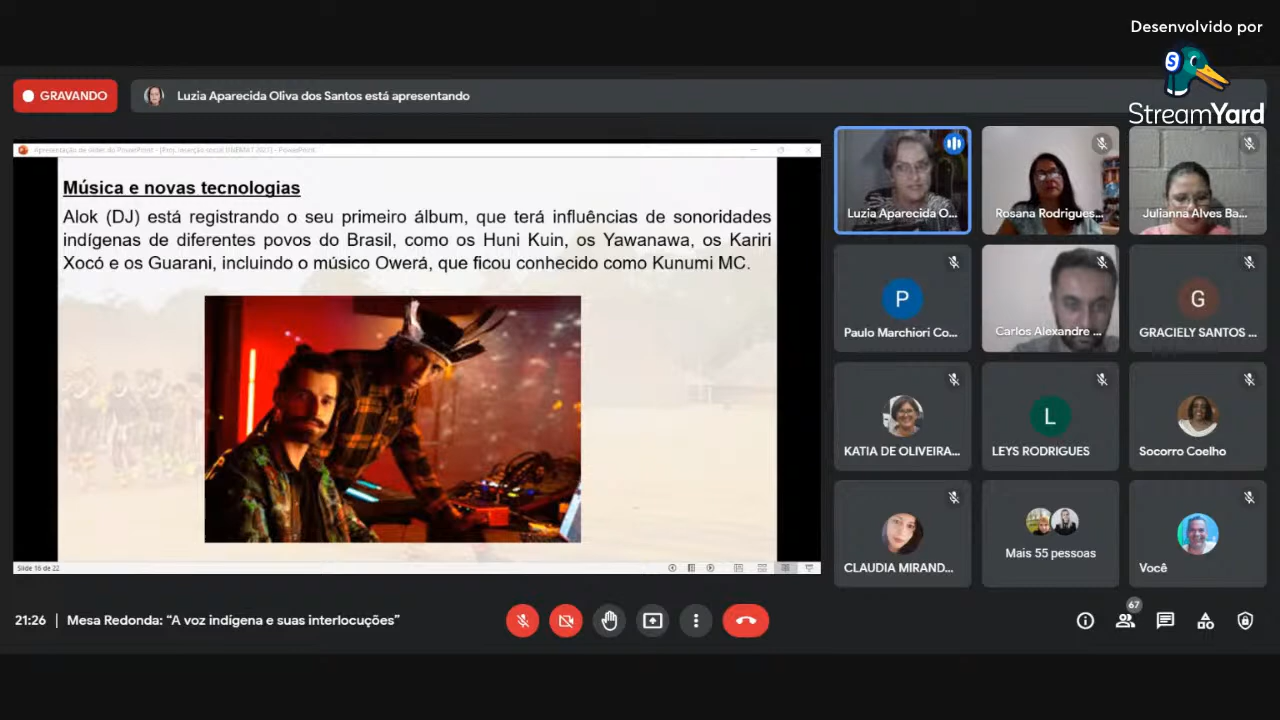 Desenvolvido por
StreamYard
GRAVANDO
Luzia Aparecida Oliva dos Santos está apresentando
Música e novas tecnologias
Alok (DJ) está registrando o seu primeiro álbum, que terá influências de sonoridades
indígenas de diferentes povos do Brasil, como os Huni Kuin, os Yawanawa, os Kariri
Xocó e os Guarani, incluindo o músico Owerá, que ficou conhecido como Kunumi MC.
Slide 16 de 22
Luzia Aparecida O...
Rosana Rodrigues...
Julianna Alves Ba...
P
Paulo Marchiori Co...
Carlos Alexandre ...
G
GRACIELY SANTOS ...
KATIA DE OLIVEIRA...
L
LEYS RODRIGUES
Socorro Coelho
CLAUDIA MIRAND...
Mais 55 pessoas
Você
21:26 | Mesa Redonda: “A voz indígena e suas interlocuções”
67